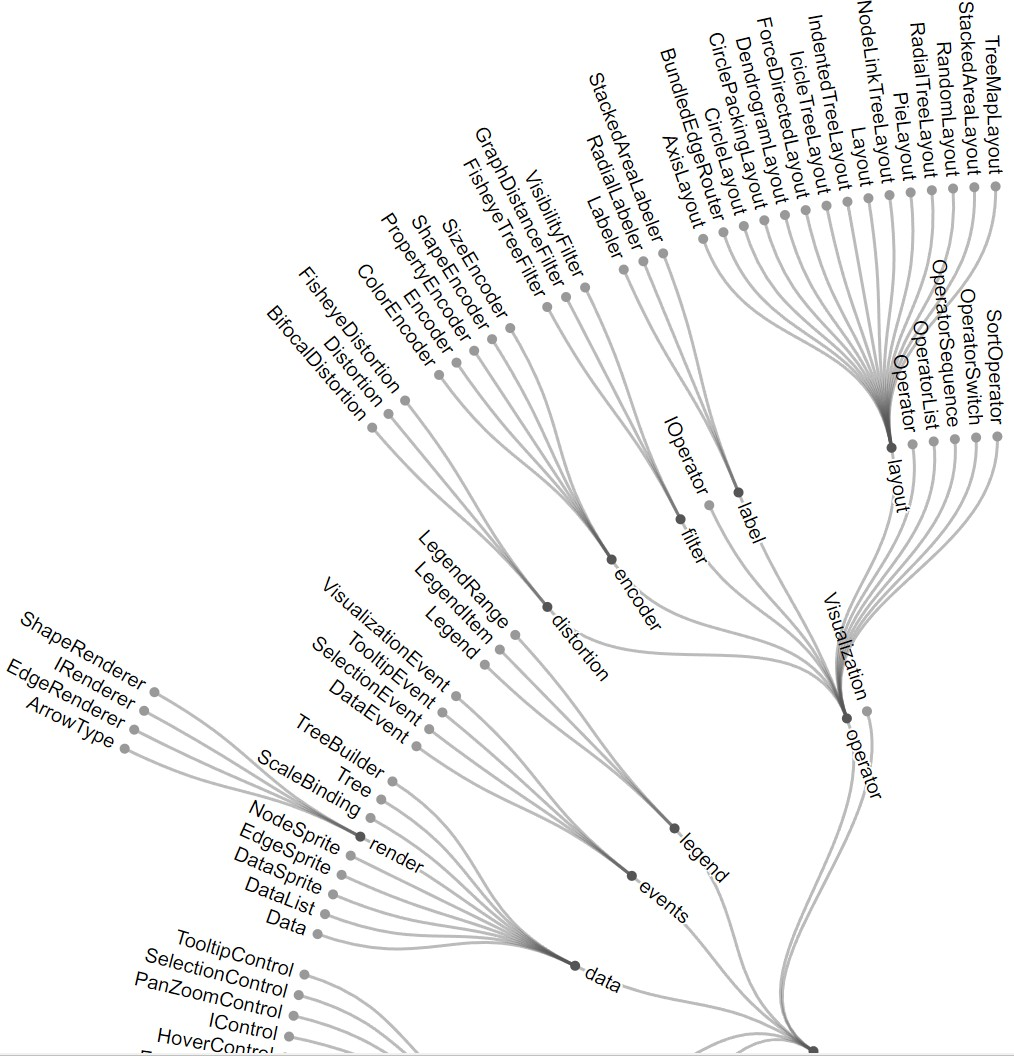 TreeMapLayout
StackedAreaLayout
RandomLayout
RadialTreeLayout
PieLayout
NodeLinkTreeLayout
Layout
IndentedTreeLayout
IcicleTreeLayout
ForceDirectedLayout
DendrogramLayout
CirclePackingLayout
CircleLayout
BundledEdgeRouter
AxisLayout
layout
SortOperator
OperatorSwitch
OperatorSequence
OperatorList
Operator
StackedAreaLabeler
RadialLabeler
Labeler
label
IOperator
VisibilityFilter
GraphDistanceFilter
FisheyeTreeFilter
filter
SizeEncoder
ShapeEncoder
PropertyEncoder
Encoder
ColorEncoder
encoder
FisheyeDistortion
Distortion
BifocalDistortion
distortion
Visualization
operator
LegendRange
LegendItem
Legend
legend
VisualizationEvent
TooltipEvent
SelectionEvent
DataEvent
events
TreeBuilder
Tree
ScaleBinding
ShapeRenderer
IRenderer
EdgeRenderer
ArrowType
render
NodeSprite
EdgeSprite
DataSprite
DataList
Data
data
TooltipControl
SelectionControl
PanZoomControl
IControl
HoverControl